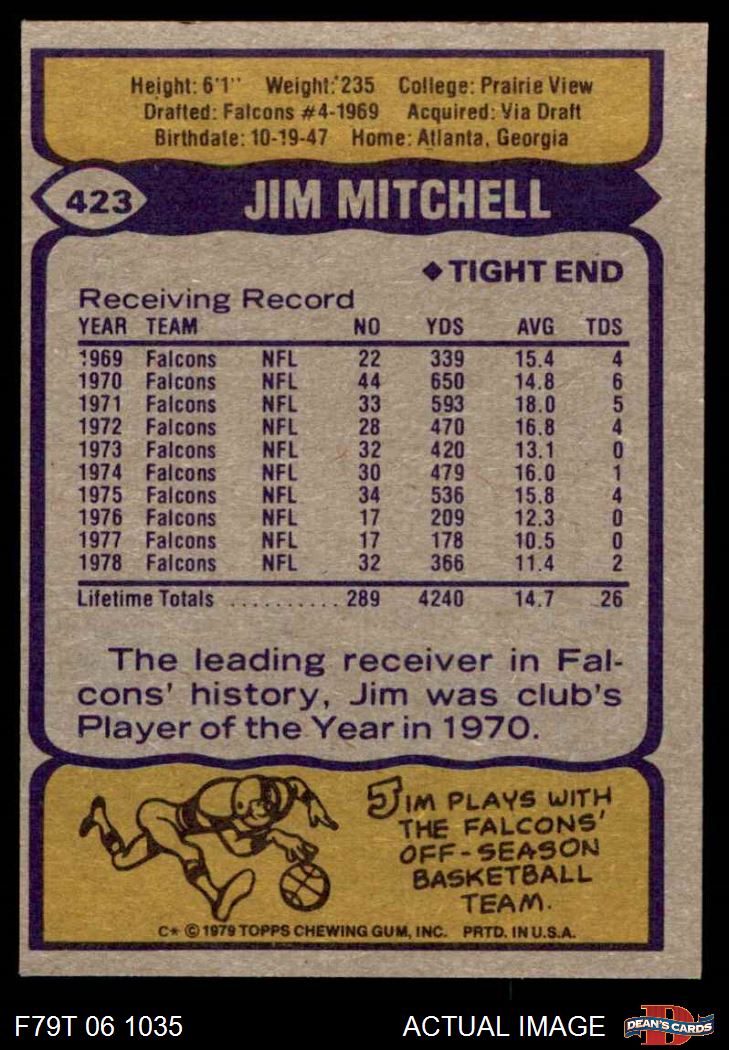 Height: 6'1" Weight: 235 College: Prairie View
Drafted: Falcons #4-1969 Acquired: Via Draft
Birthdate: 10-19-47 Home: Atlanta, Georgia
423 JIM MITCHELL
◆ TIGHT END
Receiving Record
YEAR TEAM NO YDS AVG TDS
1969 Falcons NFL 22 339 15.4 4
1970 Falcons NFL 44 650 14.8 6
1971 Falcons NFL 33 593 18.0 5
1972 Falcons NFL 28 470 16.8 4
1973 Falcons NFL 32 420 13.1 0
1974 Falcons NFL 30 479 16.0 1
1975 Falcons NFL 34 536 15.8 4
1976 Falcons NFL 17 209 12.3 0
1977 Falcons NFL 17 178 10.5 0
1978 Falcons NFL 32 366 11.4 2
Lifetime Totals .......... 289 4240 14.7 26
The leading receiver in Fal-
cons' history, Jim was club's
Player of the Year in 1970.
JIM PLAYS WITH
THE FALCONS'
OFF-SEASON
BASKETBALL
TEAM.
C* © 1979 TOPPS CHEWING GUM, INC. PRTD. IN U.S.A.
F79T 06 1035 ACTUAL IMAGE D DEAN'S CARDS